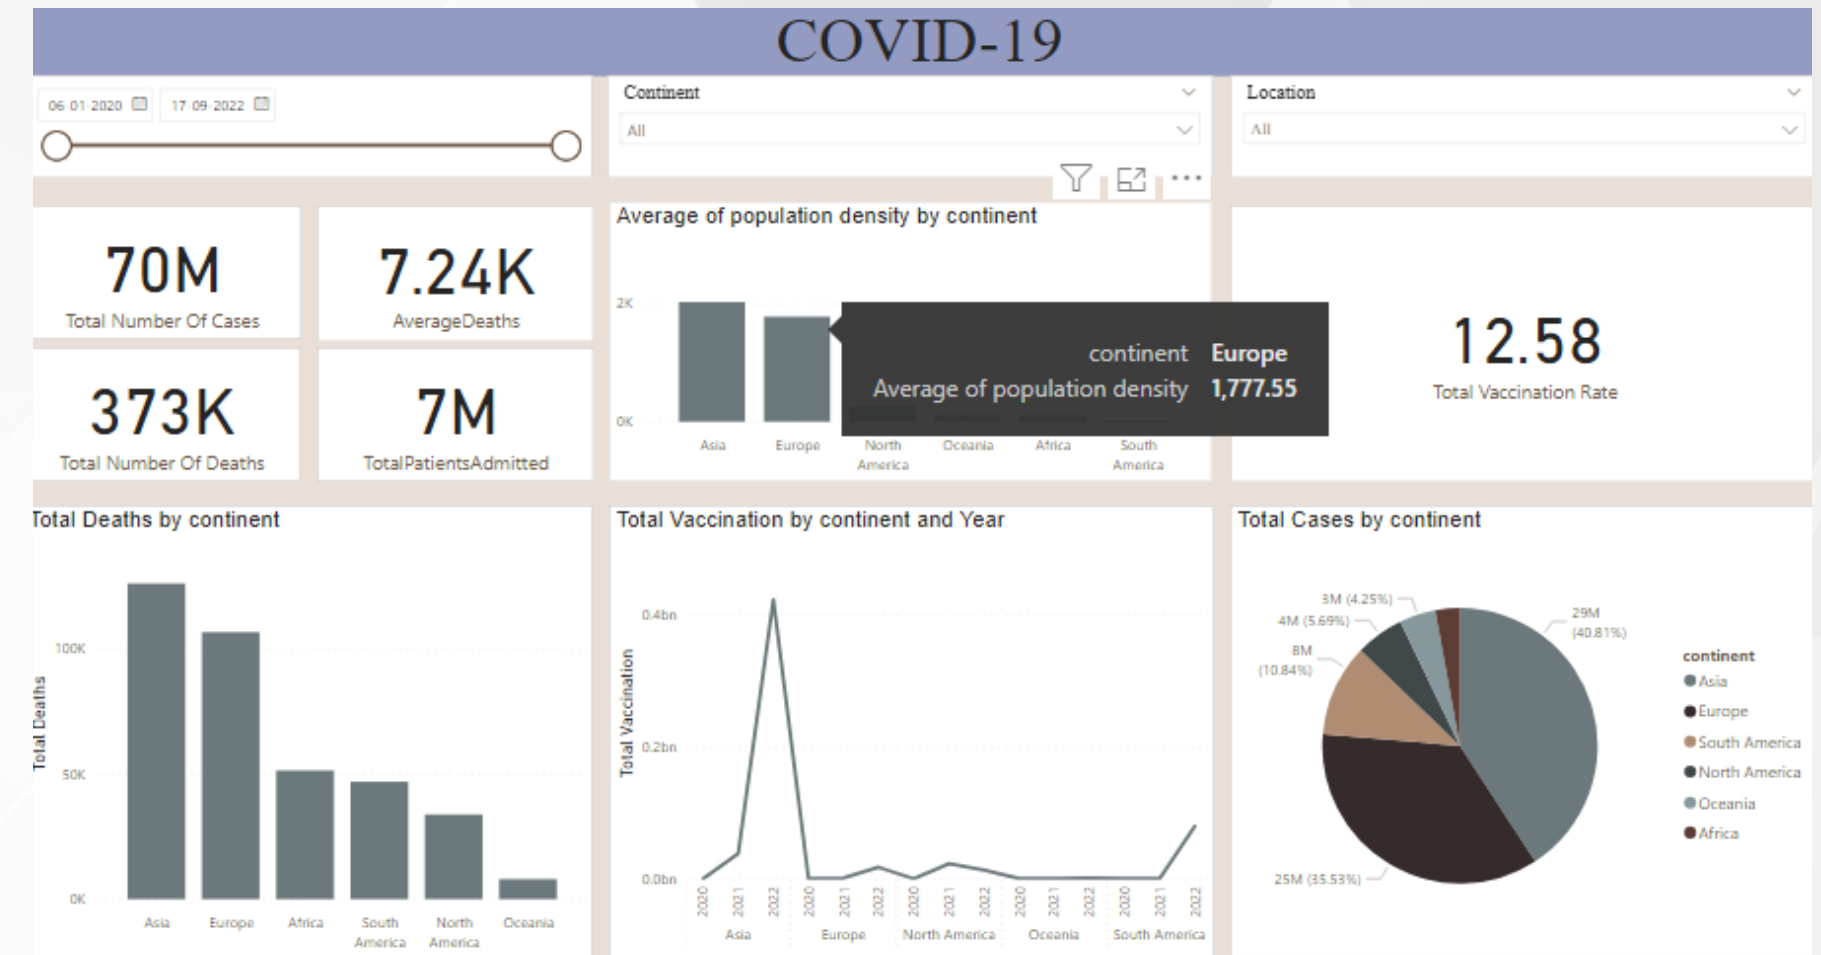 COVID-19
06-01-2020
17-09-2022
Continent
All
Location
All
70M
Total Number Of Cases
7.24K
AverageDeaths
373K
Total Number Of Deaths
7M
TotalPatientsAdmitted
Average of population density by continent
2K
0K
Asia
Europe
North
America
Oceania
Africa
South
America
continent Europe
Average of population density 1,777.55
12.58
Total Vaccination Rate
Total Deaths by continent
Total Deaths
100K
50K
0K
Asia
Europe
Africa
South
America
North
America
Oceania
Total Vaccination by continent and Year
Total Vaccination
0.4bn
0.2bn
0.0bn
2020
2021
2022
2020
2021
2022
2020
2021
2022
2020
2021
2022
2020
2021
2022
Asia
Europe
North America
Oceania
South America
Total Cases by continent
3M (4.25%)
4M (5.69%)
8M
(10.84%)
29M
(40.81%)
25M (35.53%)
continent
Asia
Europe
South America
North America
Oceania
Africa